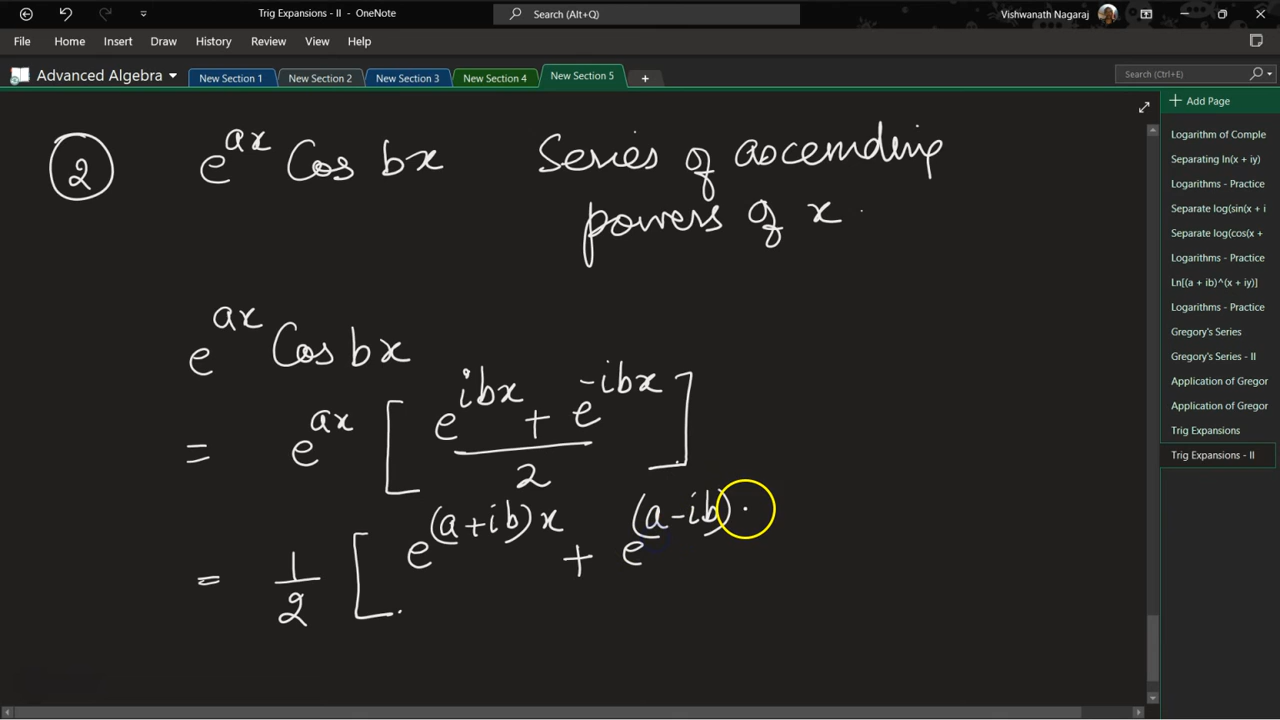 Trig Expansions - II - OneNote
Search (Alt+Q)
Vishwanath Nagaraj
File Home Insert Draw History Review View Help
Advanced Algebra New Section 1 New Section 2 New Section 3 New Section 4 New Section 5 +
Search (Ctrl+E)
2 e^{ax} Cos bx Series of ascending
powers of x.
e^{ax} Cos bx
= e^{ax} [ (e^{ibx} + e^{-ibx}) / 2 ]
= 1/2 [ e^{(a+ib)x} + e^{(a-ib)}
Add Page
Logarithm of Comple
Separating ln(x + iy)
Logarithms - Practice
Separate log(sin(x + i
Separate log(cos(x +
Logarithms - Practice
Ln[(a + ib)^(x + iy)]
Logarithms - Practice
Gregory's Series
Gregory's Series - II
Application of Gregor
Application of Gregor
Trig Expansions
Trig Expansions - II